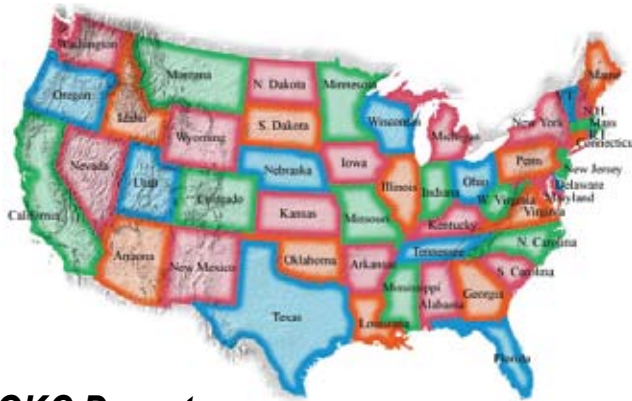 Washington
Montana
N. Dakota
Minnesota
Maine
Oregon
Idaho
S. Dakota
Wisconsin
Michigan
New York
V.T.
N.H.
Mass
R.I.
Connecticut
Wyoming
Nebraska
Iowa
Penn
New Jersey
Nevada
Utah
Colorado
Illinois
Indiana
Ohio
Delaware
Maryland
W. Virginia
Virginia
California
Kansas
Missouri
Kentucky
Arizona
New Mexico
Oklahoma
Arkansas
Tennessee
N. Carolina
S. Carolina
Texas
Louisiana
Mississippi
Alabama
Georgia
Florida